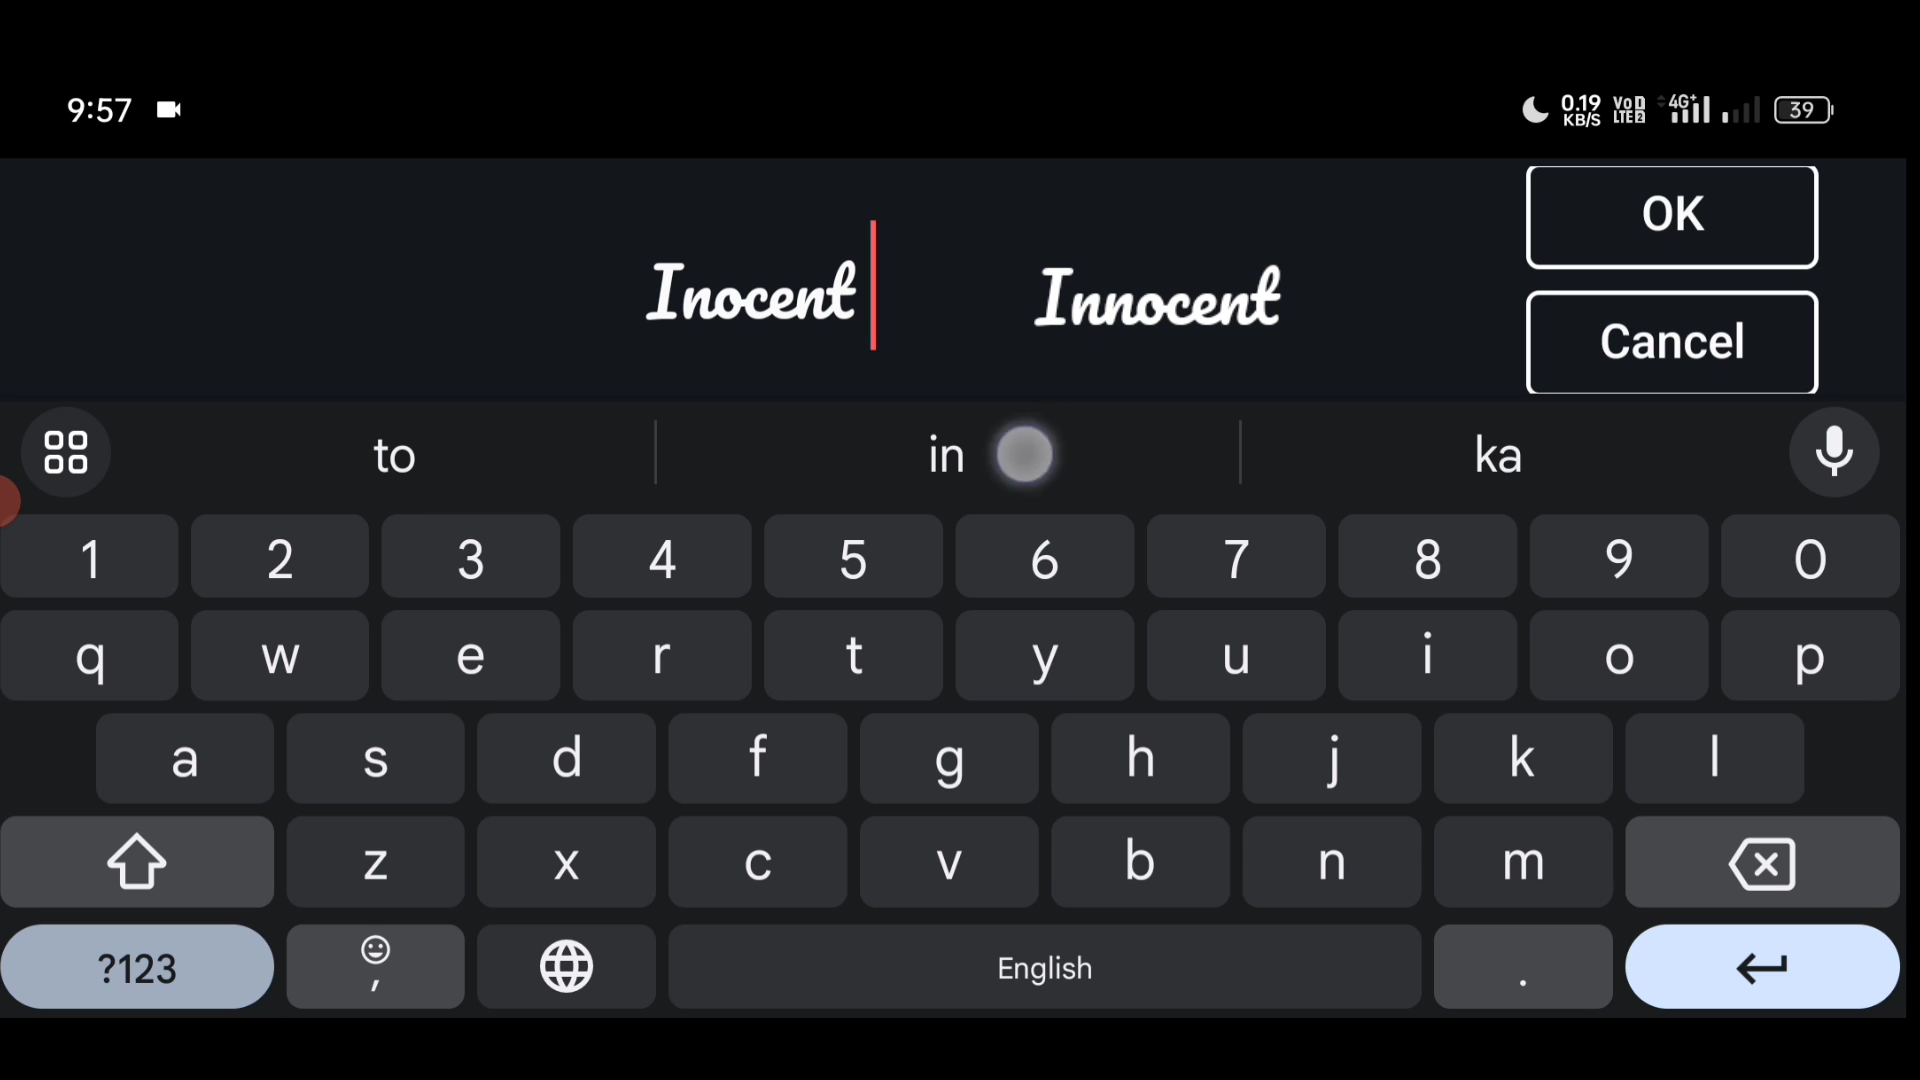 9:57 0.19 KB/S VoD LTE2 4G+ 39
OK
Inocent Innocent
Cancel
to in ka
1 2 3 4 5 6 7 8 9 0
q w e r t y u i o p
a s d f g h j k l
z x c v b n m
?123 , English .